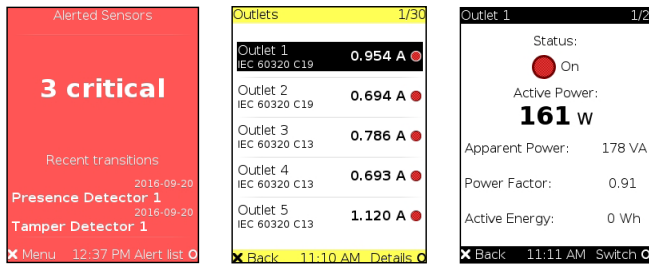 Alerted Sensors
3 critical
Recent transitions
2016-09-20
Presence Detector 1
2016-09-20
Tamper Detector 1
✖ Menu 12:37 PM Alert list O
Outlets 1/30
Outlet 1
IEC 60320 C19
0.954 A
Outlet 2
IEC 60320 C19
0.694 A
Outlet 3
IEC 60320 C13
0.786 A
Outlet 4
IEC 60320 C13
0.693 A
Outlet 5
IEC 60320 C13
1.120 A
✖ Back 11:10 AM Details O
Outlet 1 1/2
Status:
On
Active Power:
161 W
Apparent Power: 178 VA
Power Factor: 0.91
Active Energy: 0 Wh
✖ Back 11:11 AM Switch O